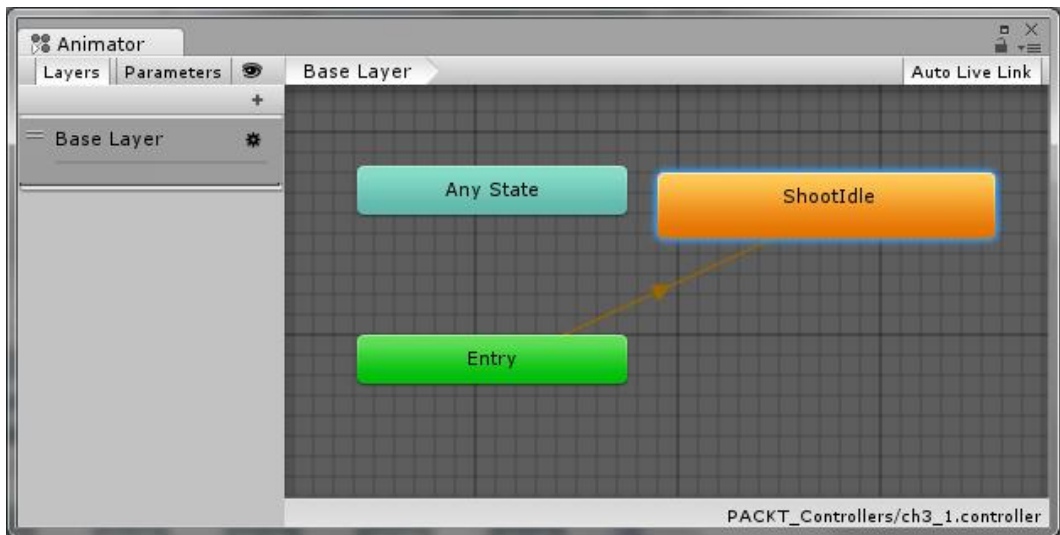 Animator
Layers Parameters
Base Layer
Auto Live Link
+
Base Layer
Any State
ShootIdle
Entry
PACKT_Controllers/ch3_1.controller